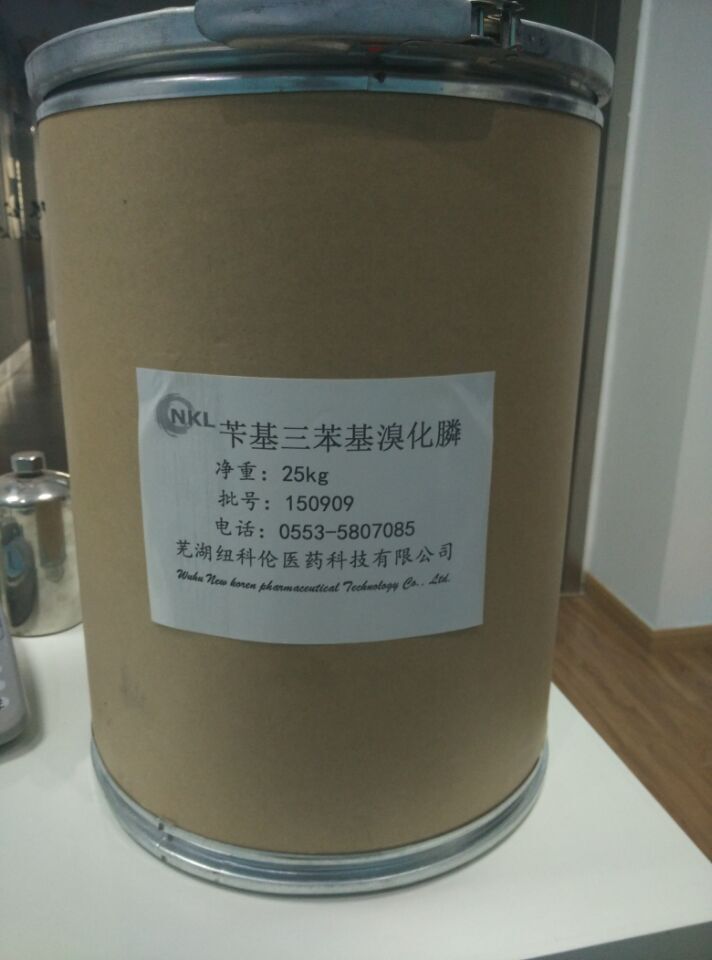 NKL
苄基三苯基溴化膦
净重：25kg
批号：150909
电话：0553-5807085
芜湖纽科伦医药科技有限公司
Wuhu New koren pharmaceutical Technology Co., Ltd.